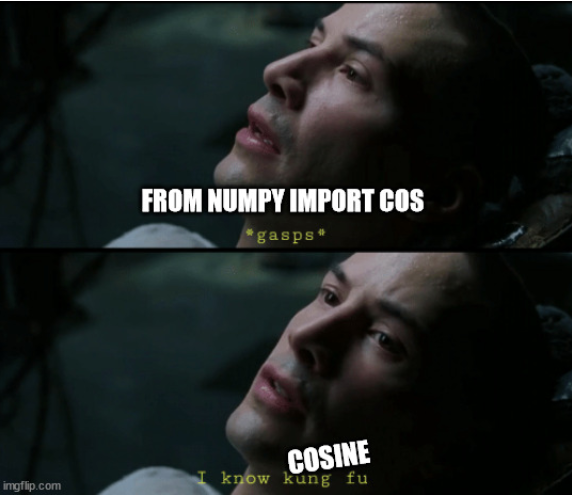 FROM NUMPY IMPORT COS
*gasps*
COSINE
I know kung fu
imgflip.com